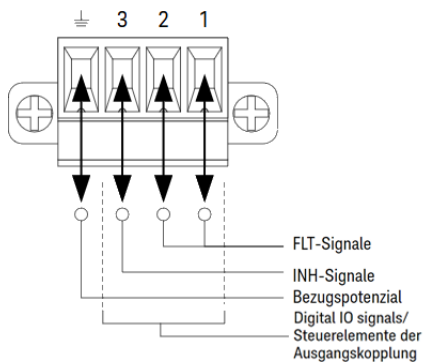 3 2 1
FLT-Signale
INH-Signale
Bezugspotenzial
Digital IO signals/
Steuerelemente der
Ausgangskopplung